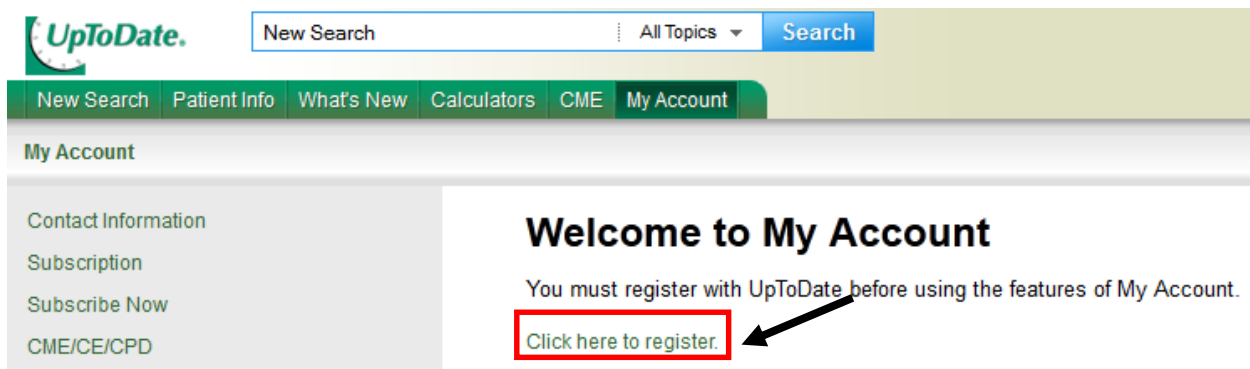 UpToDate.
New Search All Topics Search
New Search Patient Info What's New Calculators CME My Account
My Account
Contact Information
Subscription
Subscribe Now
CME/CE/CPD
Welcome to My Account
You must register with UpToDate before using the features of My Account.
Click here to register.